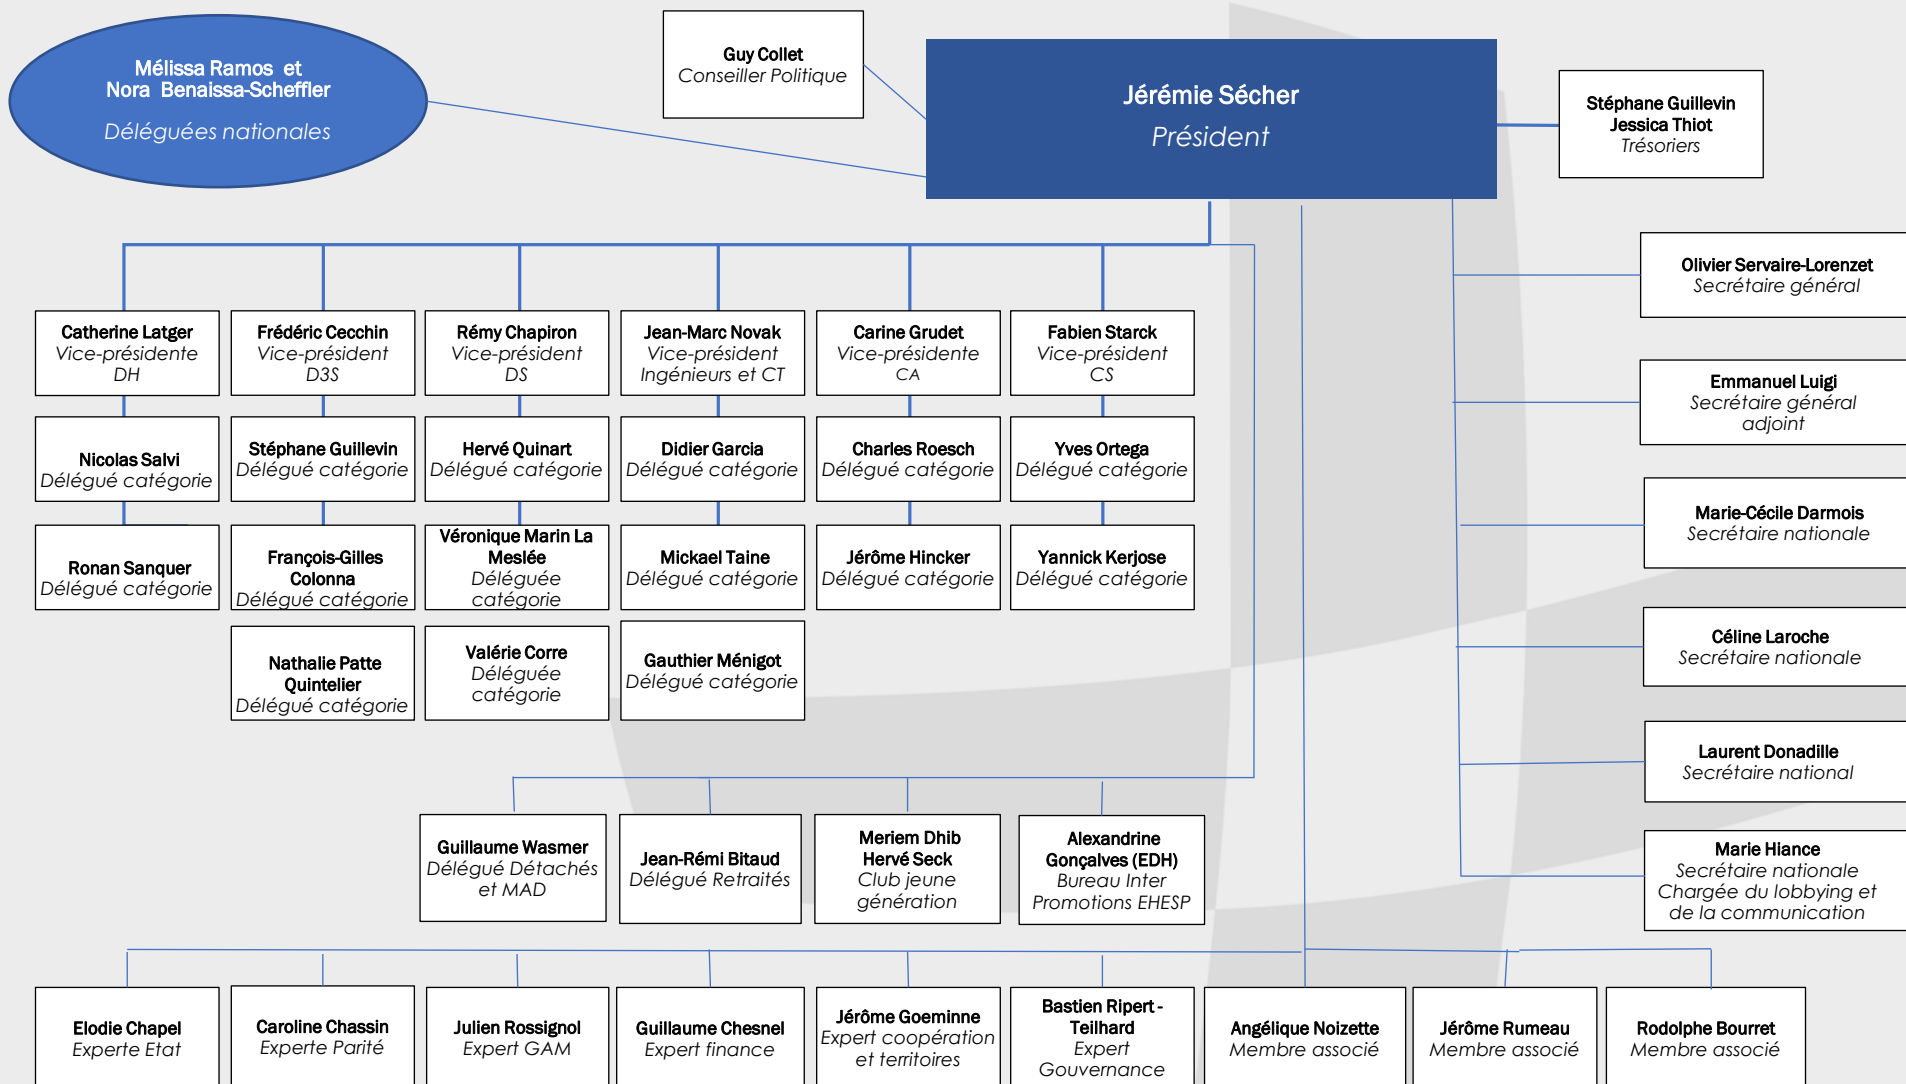 Mélissa Ramos et
Nora Benaissa-Scheffler
Déléguées nationales
Guy Collet
Conseiller Politique
Jérémie Sécher
Président
Stéphane Guillevin
Jessica Thiot
Trésoriers
Olivier Servaire-Lorenzet
Secrétaire général
Emmanuel Luigi
Secrétaire général
adjoint
Marie-Cécile Darmois
Secrétaire nationale
Céline Laroche
Secrétaire nationale
Laurent Donadille
Secrétaire national
Marie Hiance
Secrétaire nationale
Chargée du lobbying et
de la communication
Catherine Latger
Vice-présidente
DH
Frédéric Cecchin
Vice-président
D3S
Rémy Chapiron
Vice-président
DS
Jean-Marc Novak
Vice-président
Ingénieurs et CT
Carine Grudet
Vice-présidente
CA
Fabien Starck
Vice-président
CS
Nicolas Salvi
Délégué catégorie
Stéphane Guillevin
Délégué catégorie
Hervé Quinart
Délégué catégorie
Didier Garcia
Délégué catégorie
Charles Roesch
Délégué catégorie
Yves Ortega
Délégué catégorie
Ronan Sanquer
Délégué catégorie
François-Gilles
Colonna
Délégué catégorie
Véronique Marin La
Meslée
Déléguée
catégorie
Mickael Taine
Délégué catégorie
Jérôme Hincker
Délégué catégorie
Yannick Kerjose
Délégué catégorie
Nathalie Patte
Quintelier
Délégué catégorie
Valérie Corre
Déléguée
catégorie
Gauthier Ménigot
Délégué catégorie
Guillaume Wasmer
Délégué Détachés
et MAD
Jean-Rémi Bitaud
Délégué Retraités
Meriem Dhib
Hervé Seck
Club jeune
génération
Alexandrine
Gonçalves (EDH)
Bureau Inter
Promotions EHESP
Elodie Chapel
Experte Etat
Caroline Chassin
Experte Parité
Julien Rossignol
Expert GAM
Guillaume Chesnel
Expert finance
Jérôme Goeminne
Expert coopération
et territoires
Bastien Ripert -
Teilhard
Expert
Gouvernance
Angélique Noizette
Membre associé
Jérôme Rumeau
Membre associé
Rodolphe Bourret
Membre associé